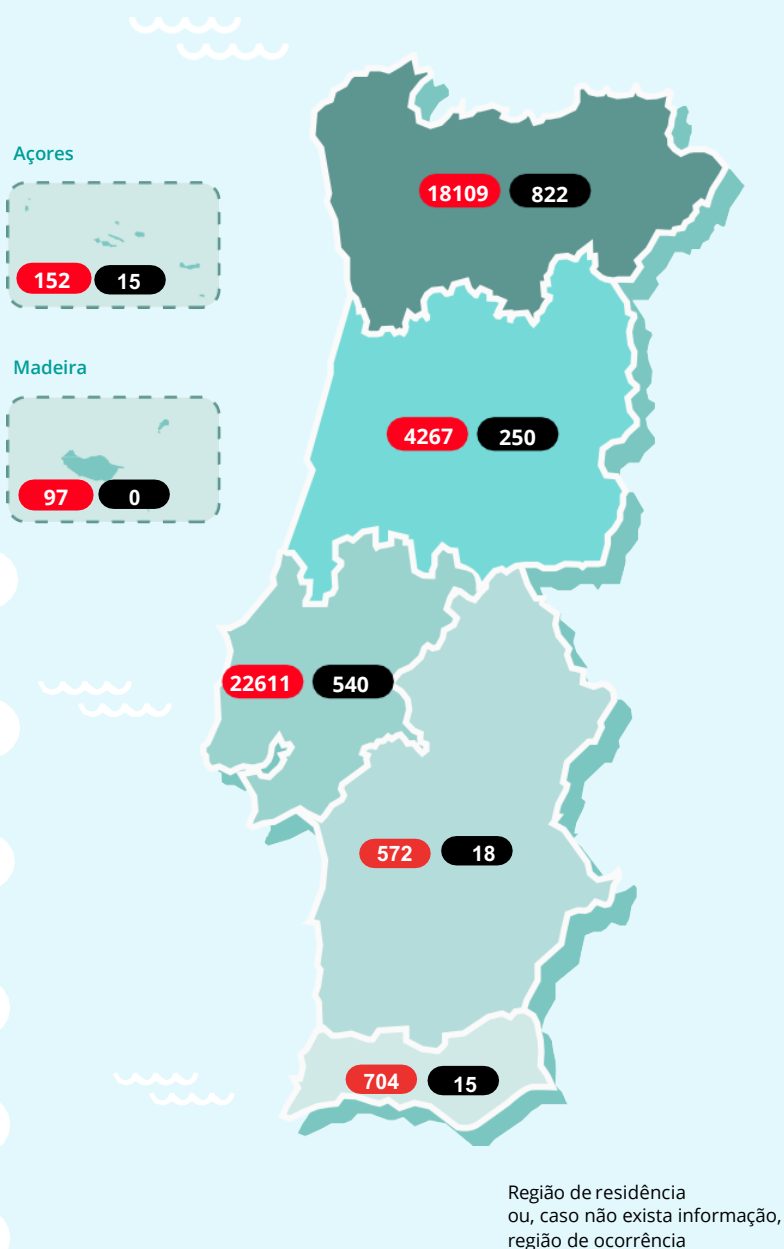 Açores
152 15
Madeira
97 0
18109 822
4267 250
22611 540
572 18
704 15
Região de residência
ou, caso não exista informação,
região de ocorrência